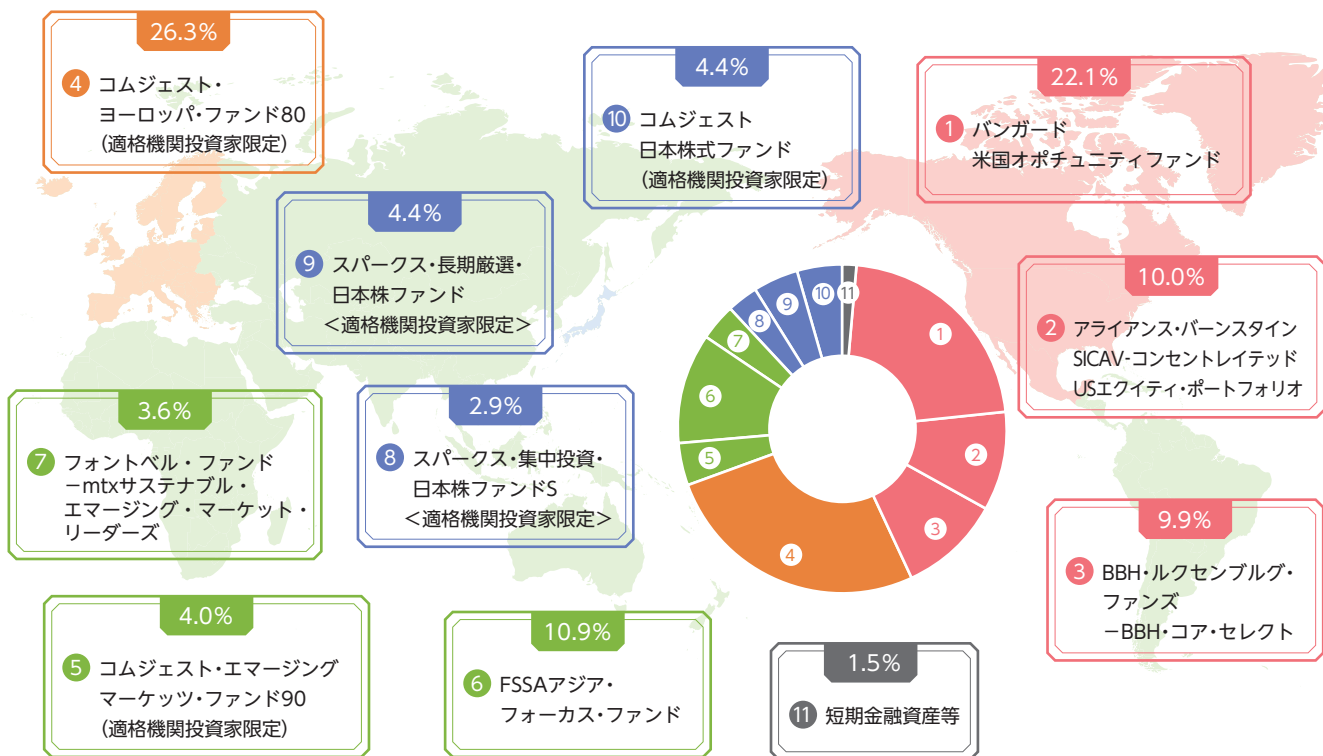 26.3%
4 コムジェスト・
ヨーロッパ・ファンド80
(適格機関投資家限定)
4.4%
10 コムジェスト
日本株式ファンド
(適格機関投資家限定)
22.1%
1 バンガード
米国オポチュニティファンド
4.4%
9 スパークス・長期厳選・
日本株ファンド
<適格機関投資家限定>
10.0%
2 アライアンス・バーンスタイン
SICAV-コンセントレイテッド
USエクイティ・ポートフォリオ
11
1
2
3
4
5
6
7
8
9
10
3.6%
7 フォントベル・ファンド
－mtxサステナブル・
エマージング・マーケット・
リーダーズ
2.9%
8 スパークス・集中投資・
日本株ファンドS
<適格機関投資家限定>
9.9%
3 BBH・ルクセンブルグ・
ファンズ
－BBH・コア・セレクト
4.0%
5 コムジェスト・エマージング
マーケッツ・ファンド90
(適格機関投資家限定)
10.9%
6 FSSAアジア・
フォーカス・ファンド
1.5%
11 短期金融資産等